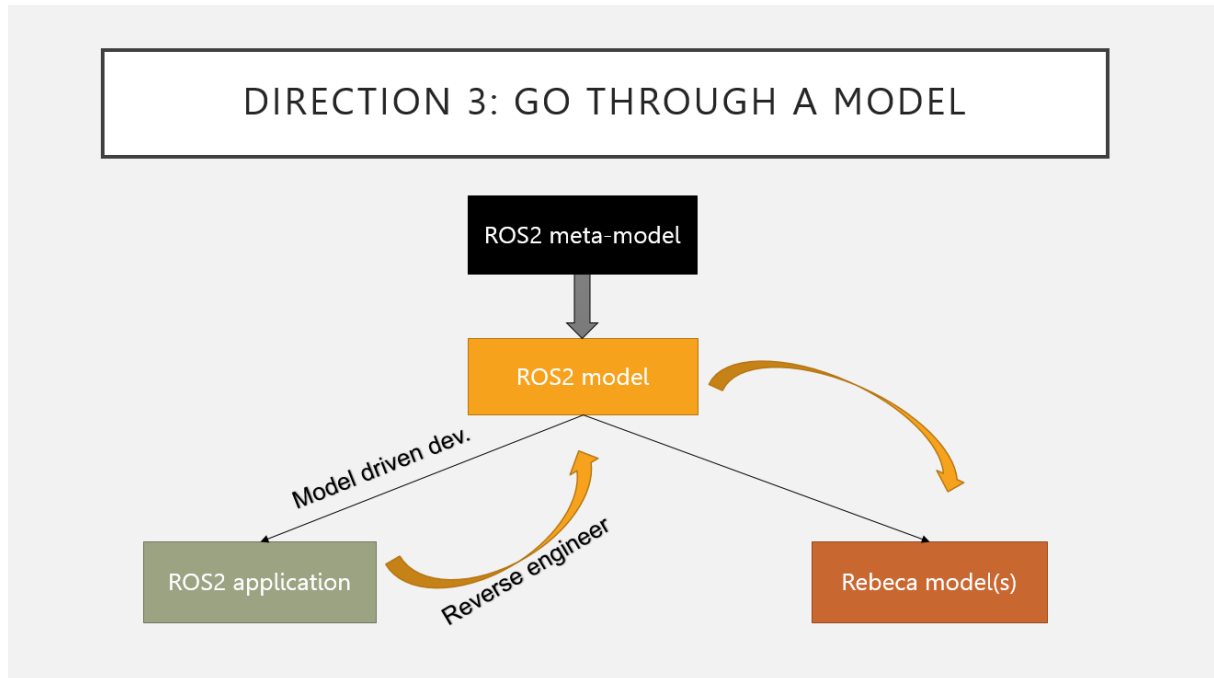 DIRECTION 3: GO THROUGH A MODEL
ROS2 meta-model
ROS2 model
Model driven dev.
Reverse engineer
ROS2 application
Rebeca model(s)